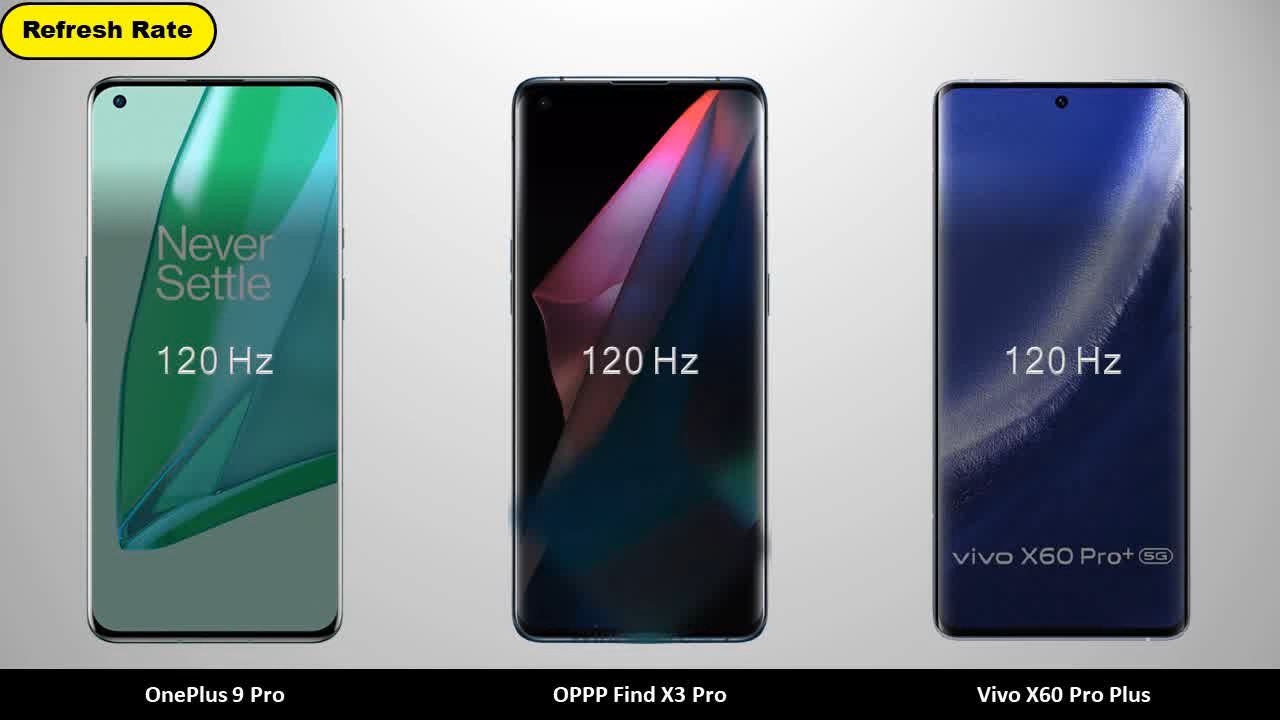 Refresh Rate
Never
Settle
120 Hz
120 Hz
120 Hz
vivo X60 Pro+ 5G
OnePlus 9 Pro
OPPP Find X3 Pro
Vivo X60 Pro Plus